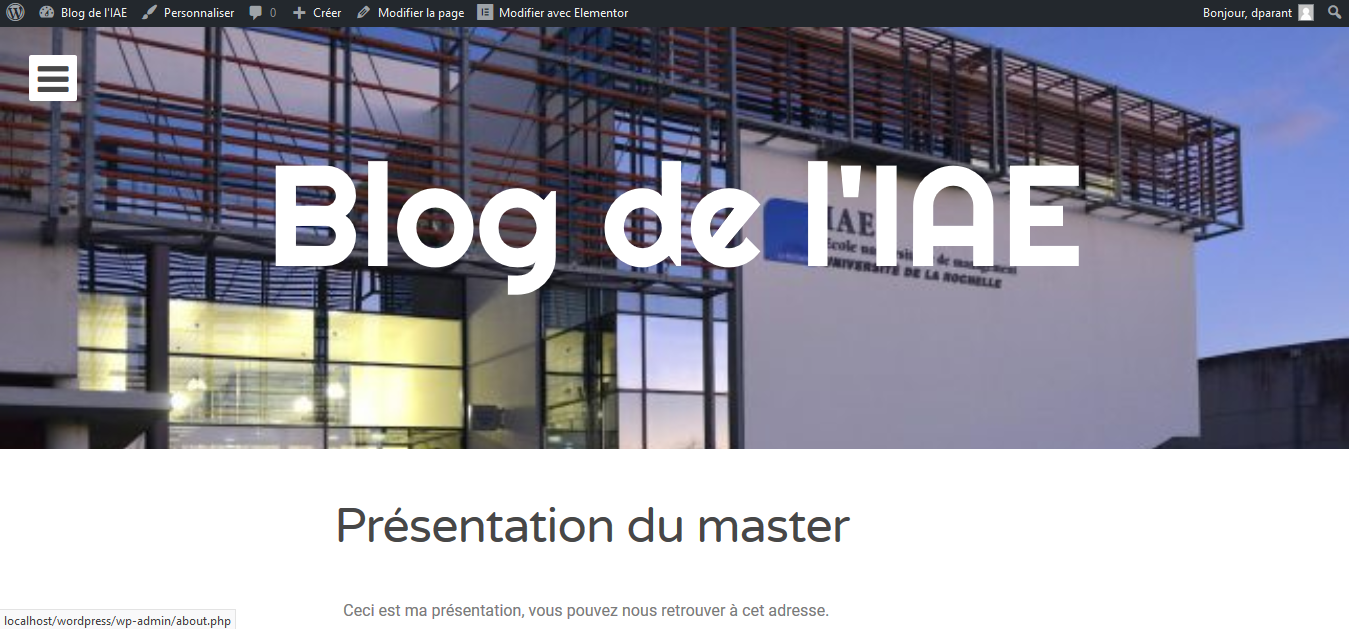 Blog de l'IAE Personnaliser 0 Créer Modifier la page Modifier avec Elementor Bonjour, dparant
Blog de l'IAE
IAE
de management
UNIVERSITÉ DE LA ROCHELLE
Présentation du master
Ceci est ma présentation, vous pouvez nous retrouver à cet adresse.
localhost/wordpress/wp-admin/about.php